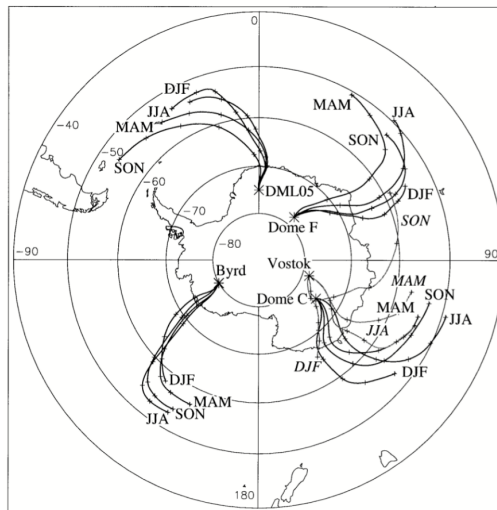 0
DJF
JJA
MAM
SON
-40
-50
-60
-70
-80
-90
DML05
MAM
JJA
SON
Dome F
DJF
SON
90
Vostok
Byrd
Dome C
MAM
MAM
SON
JJA
JJA
DJF
DJF
DJF
MAM
SON
JJA
180